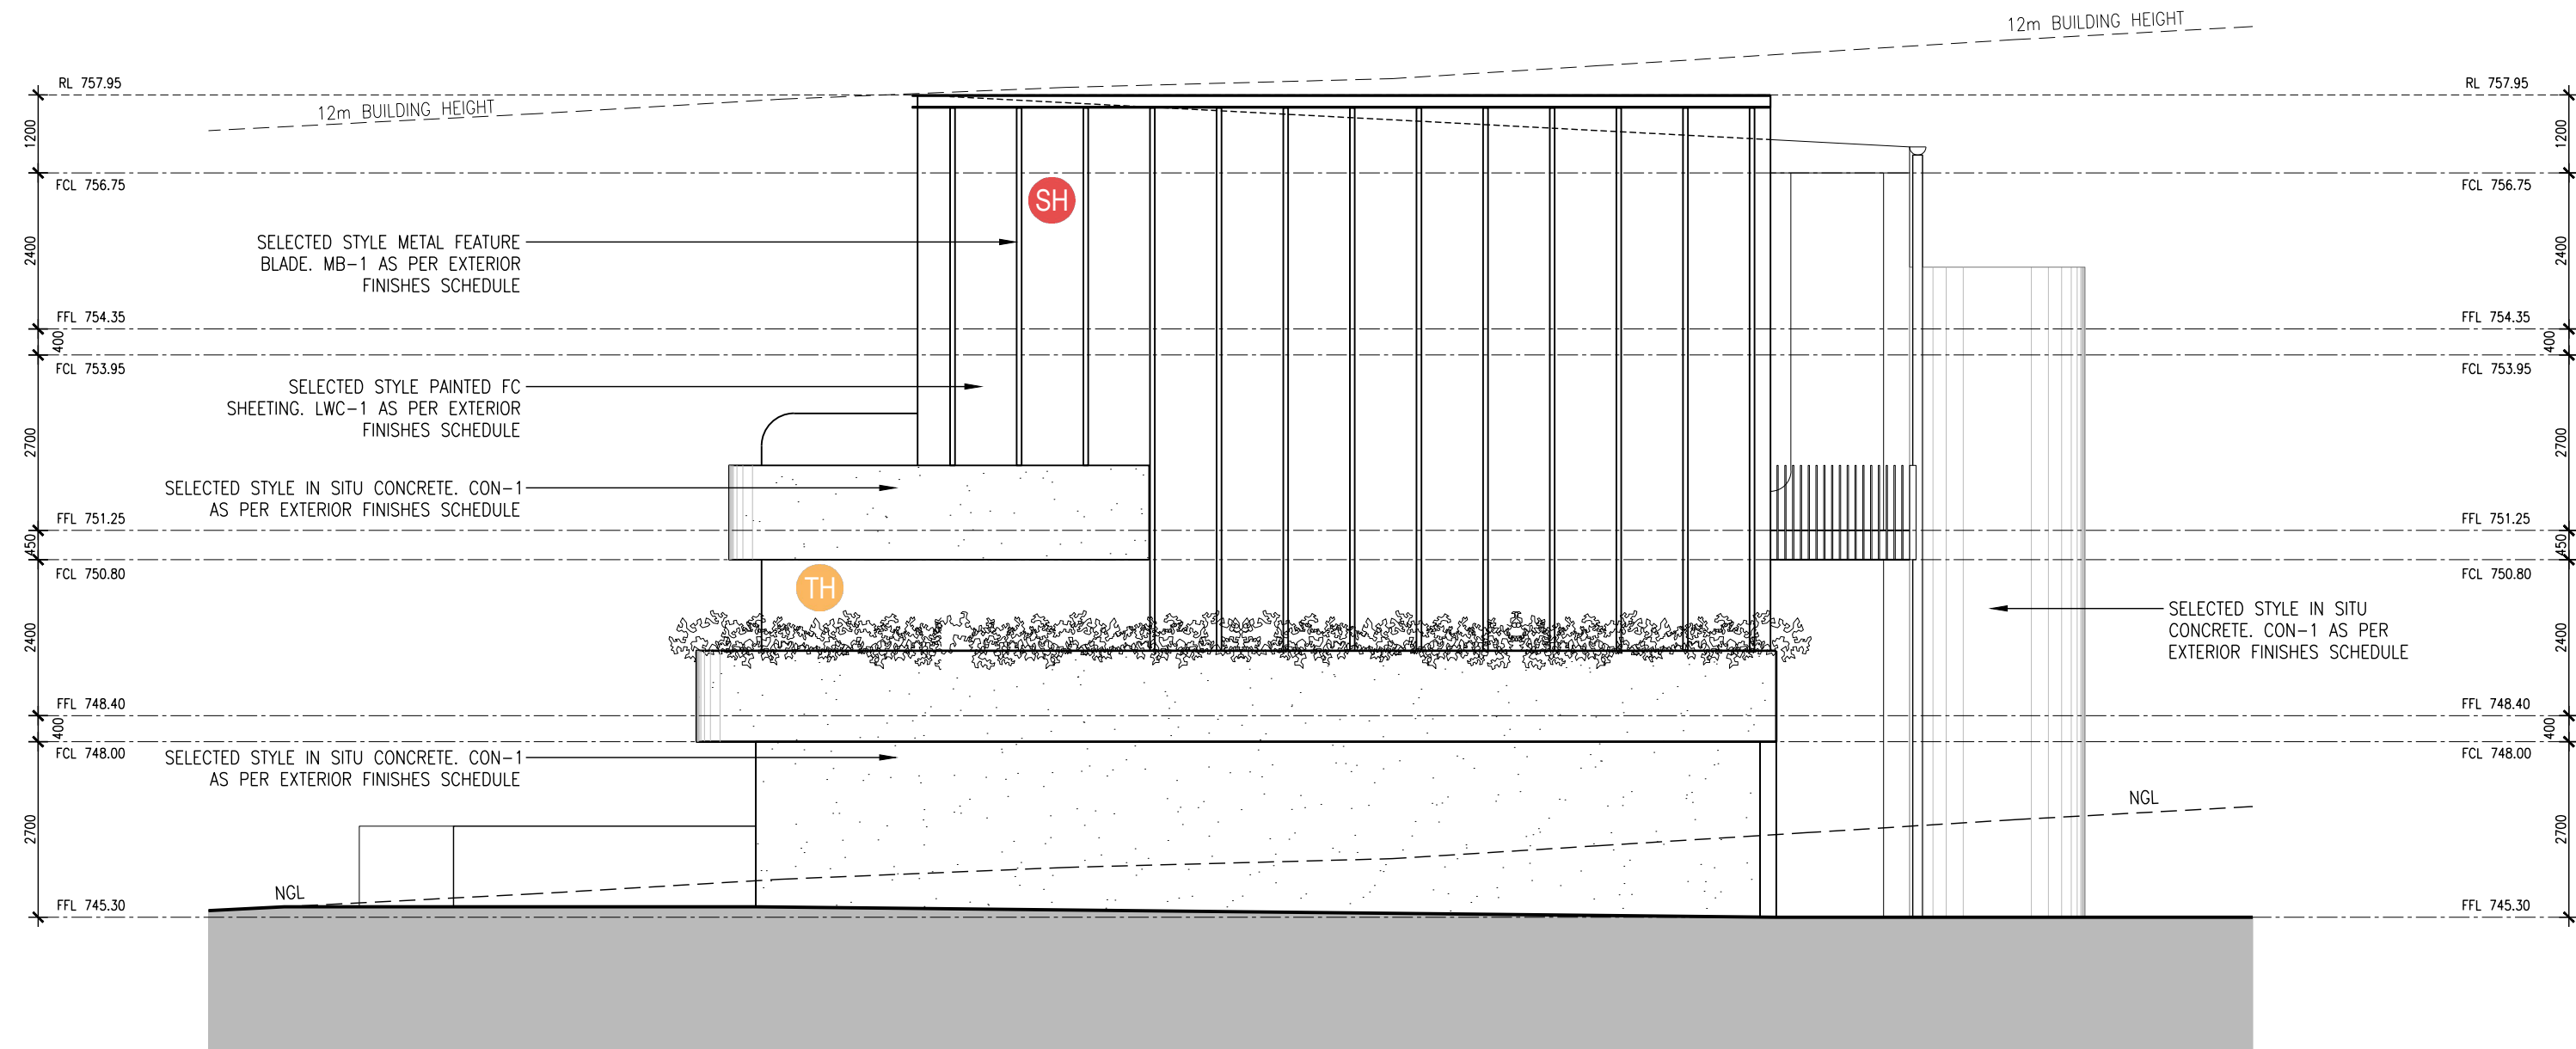 12m BUILDING HEIGHT
RL 757.95
RL 757.95
12m BUILDING HEIGHT
1200
1200
FCL 756.75
FCL 756.75
SH
SELECTED STYLE METAL FEATURE
BLADE. MB-1 AS PER EXTERIOR
FINISHES SCHEDULE
2400
2400
FFL 754.35
FFL 754.35
400
400
FCL 753.95
FCL 753.95
SELECTED STYLE PAINTED FC
SHEETING. LWC-1 AS PER EXTERIOR
FINISHES SCHEDULE
2700
2700
SELECTED STYLE IN SITU CONCRETE. CON-1
AS PER EXTERIOR FINISHES SCHEDULE
FFL 751.25
FFL 751.25
450
450
FCL 750.80
FCL 750.80
TH
SELECTED STYLE IN SITU
CONCRETE. CON-1 AS PER
EXTERIOR FINISHES SCHEDULE
2400
2400
FFL 748.40
FFL 748.40
400
400
FCL 748.00
FCL 748.00
SELECTED STYLE IN SITU CONCRETE. CON-1
AS PER EXTERIOR FINISHES SCHEDULE
NGL
2700
2700
NGL
FFL 745.30
FFL 745.30